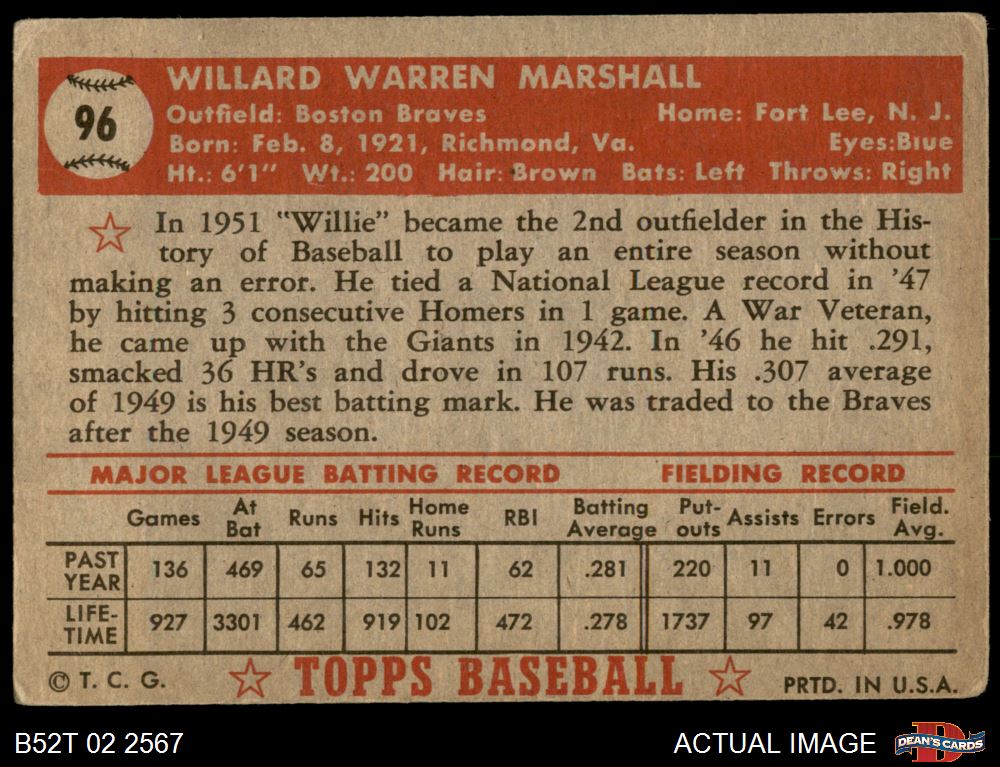 96
WILLARD WARREN MARSHALL
Outfield: Boston Braves Home: Fort Lee, N. J.
Born: Feb. 8, 1921, Richmond, Va. Eyes:Blue
Ht.: 6'1" Wt.: 200 Hair: Brown Bats: Left Throws: Right
In 1951 "Willie" became the 2nd outfielder in the His-
tory of Baseball to play an entire season without
making an error. He tied a National League record in '47
by hitting 3 consecutive Homers in 1 game. A War Veteran,
he came up with the Giants in 1942. In '46 he hit .291,
smacked 36 HR's and drove in 107 runs. His .307 average
of 1949 is his best batting mark. He was traded to the Braves
after the 1949 season.
MAJOR LEAGUE BATTING RECORD FIELDING RECORD
Games At Bat Runs Hits Home Runs RBI Batting Average Put-outs Assists Errors Field. Avg.
PAST YEAR 136 469 65 132 11 62 .281 220 11 0 1.000
LIFE-TIME 927 3301 462 919 102 472 .278 1737 97 42 .978
© T. C. G. TOPPS BASEBALL PRTD. IN U.S.A.
B52T 02 2567 ACTUAL IMAGE DEAN'S CARDS